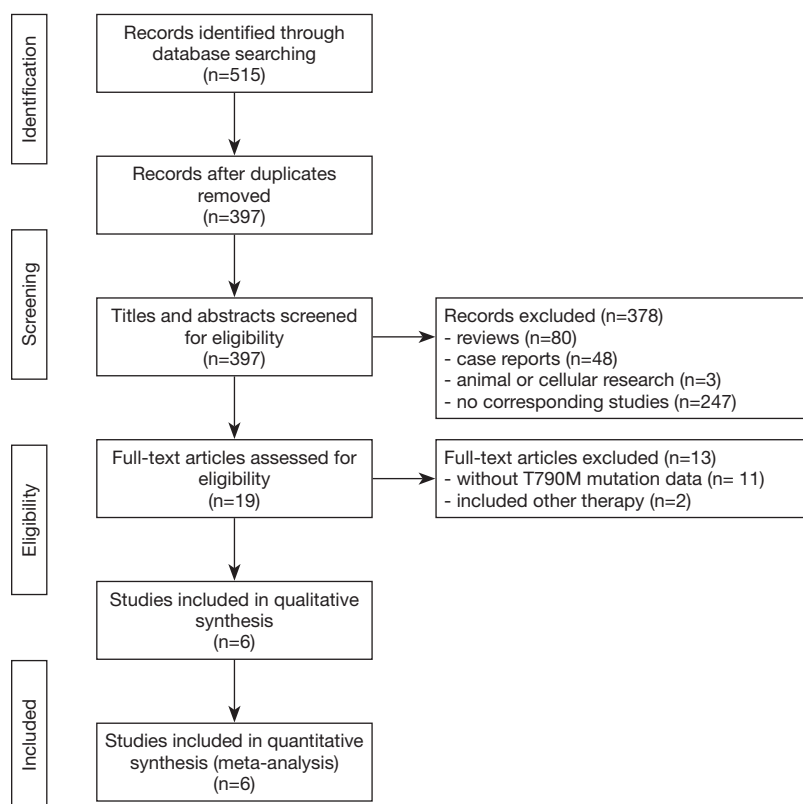 Identification
Records identified through
database searching
(n=515)
Records after duplicates
removed
(n=397)
Screening
Titles and abstracts screened
for eligibility
(n=397)
Records excluded (n=378)
- reviews (n=80)
- case reports (n=48)
- animal or cellular research (n=3)
- no corresponding studies (n=247)
Eligibility
Full-text articles assessed for
eligibility
(n=19)
Full-text articles excluded (n=13)
- without T790M mutation data (n= 11)
- included other therapy (n=2)
Studies included in qualitative
synthesis
(n=6)
Included
Studies included in quantitative
synthesis (meta-analysis)
(n=6)